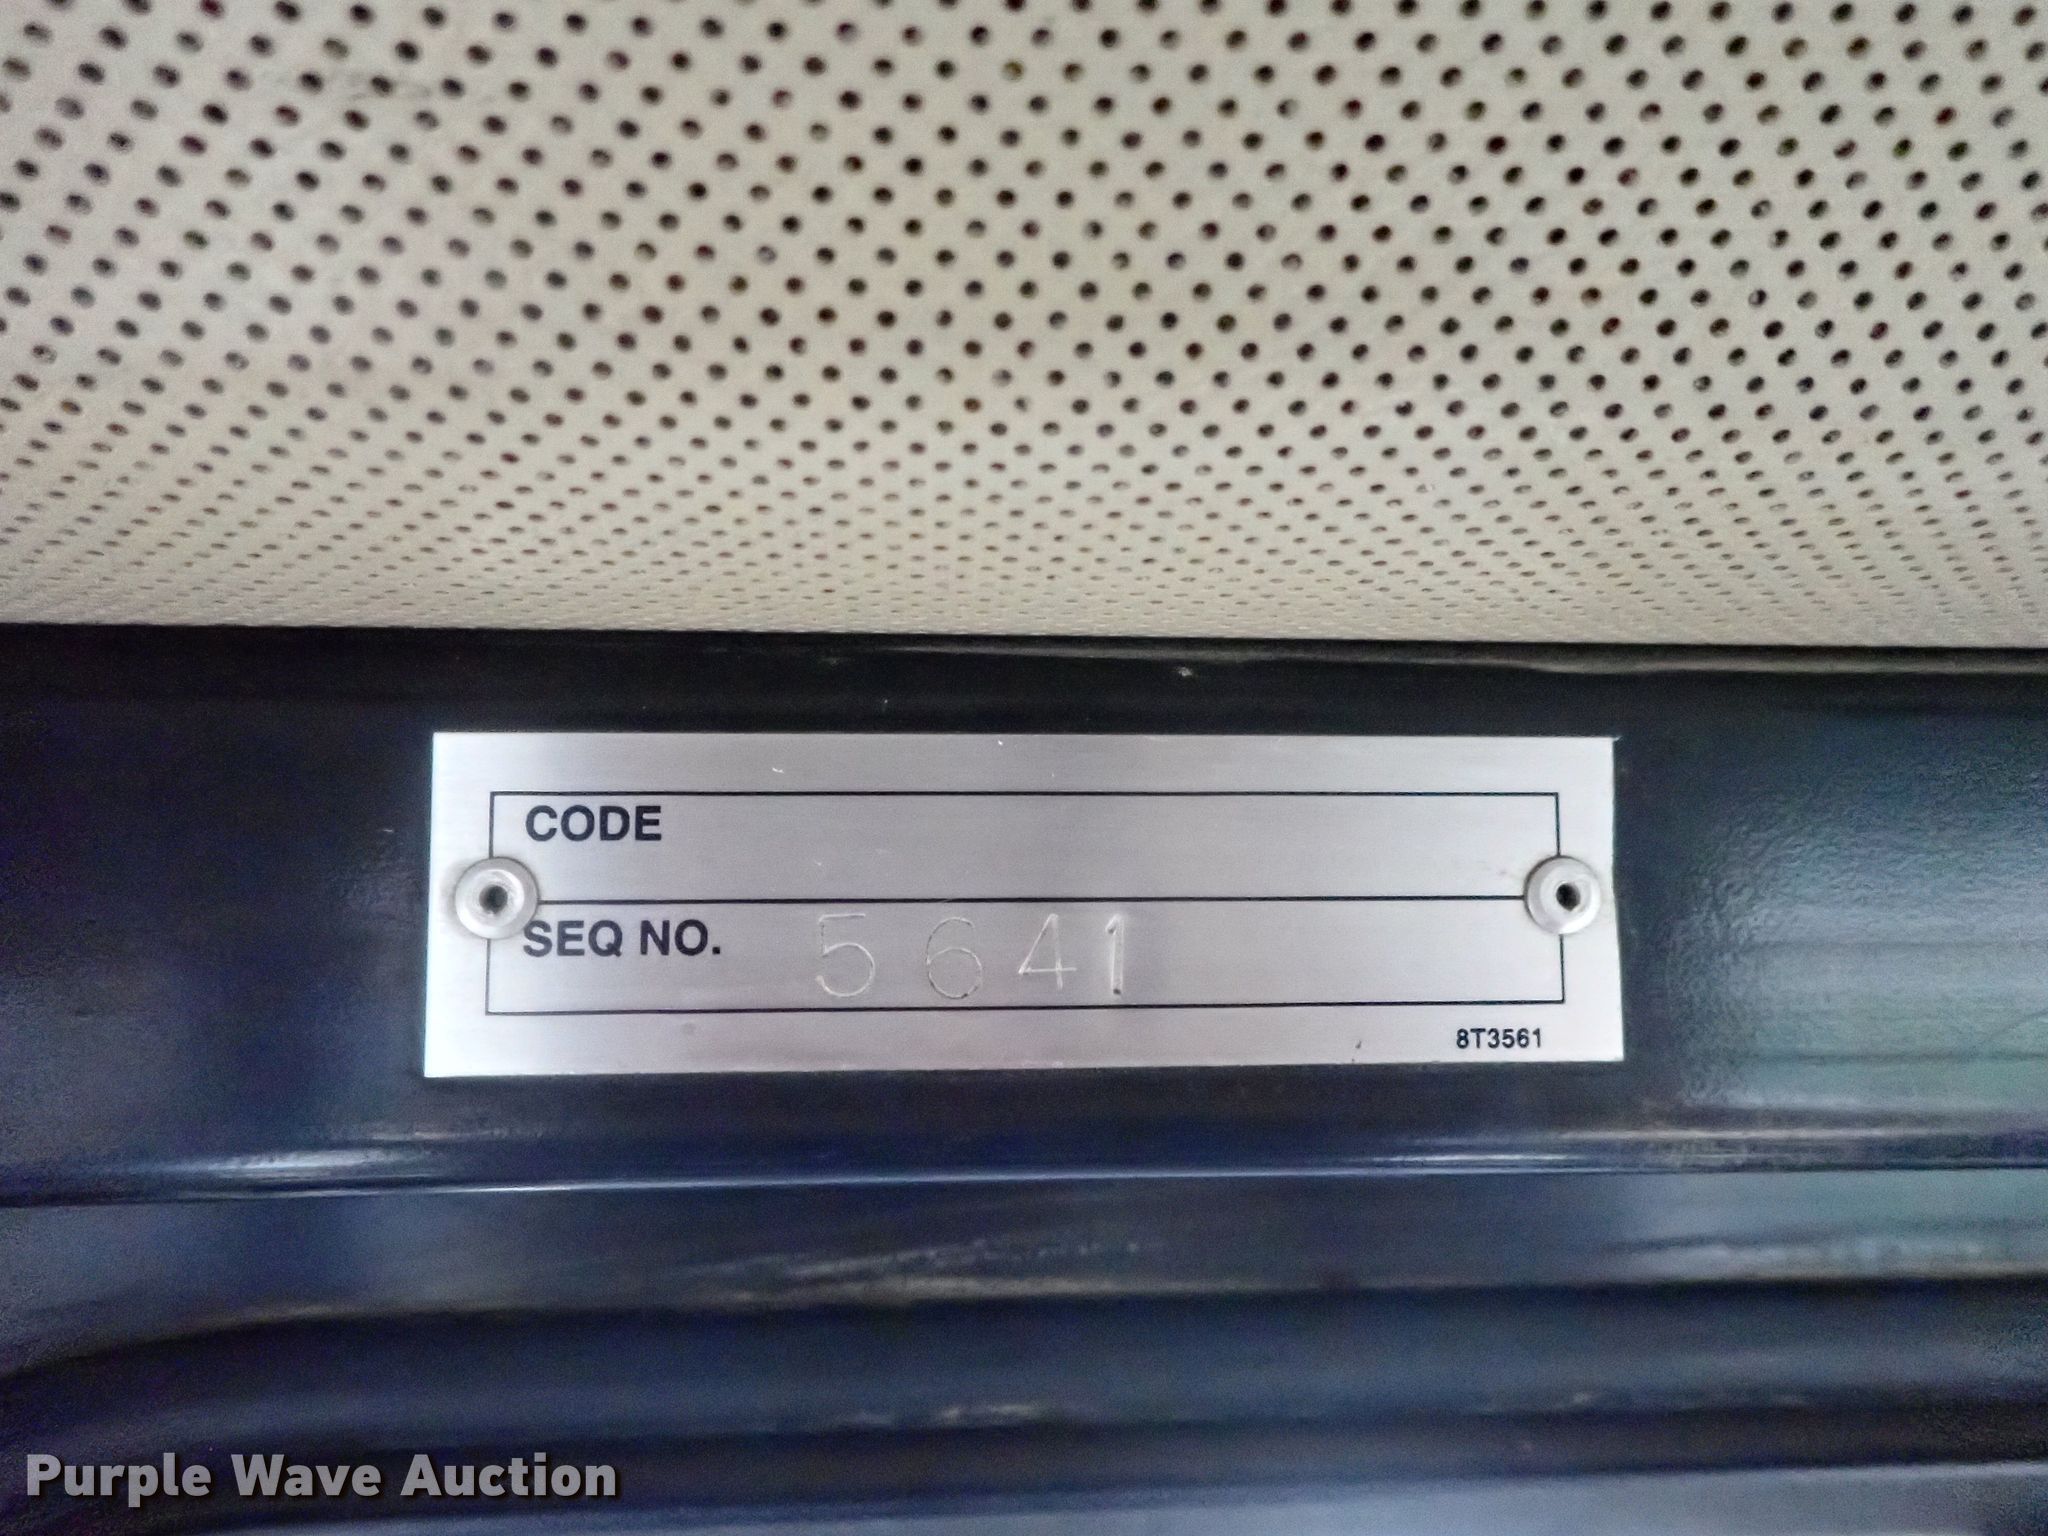 CODE
SEQ NO. 5641
8T3561
Purple Wave Auction